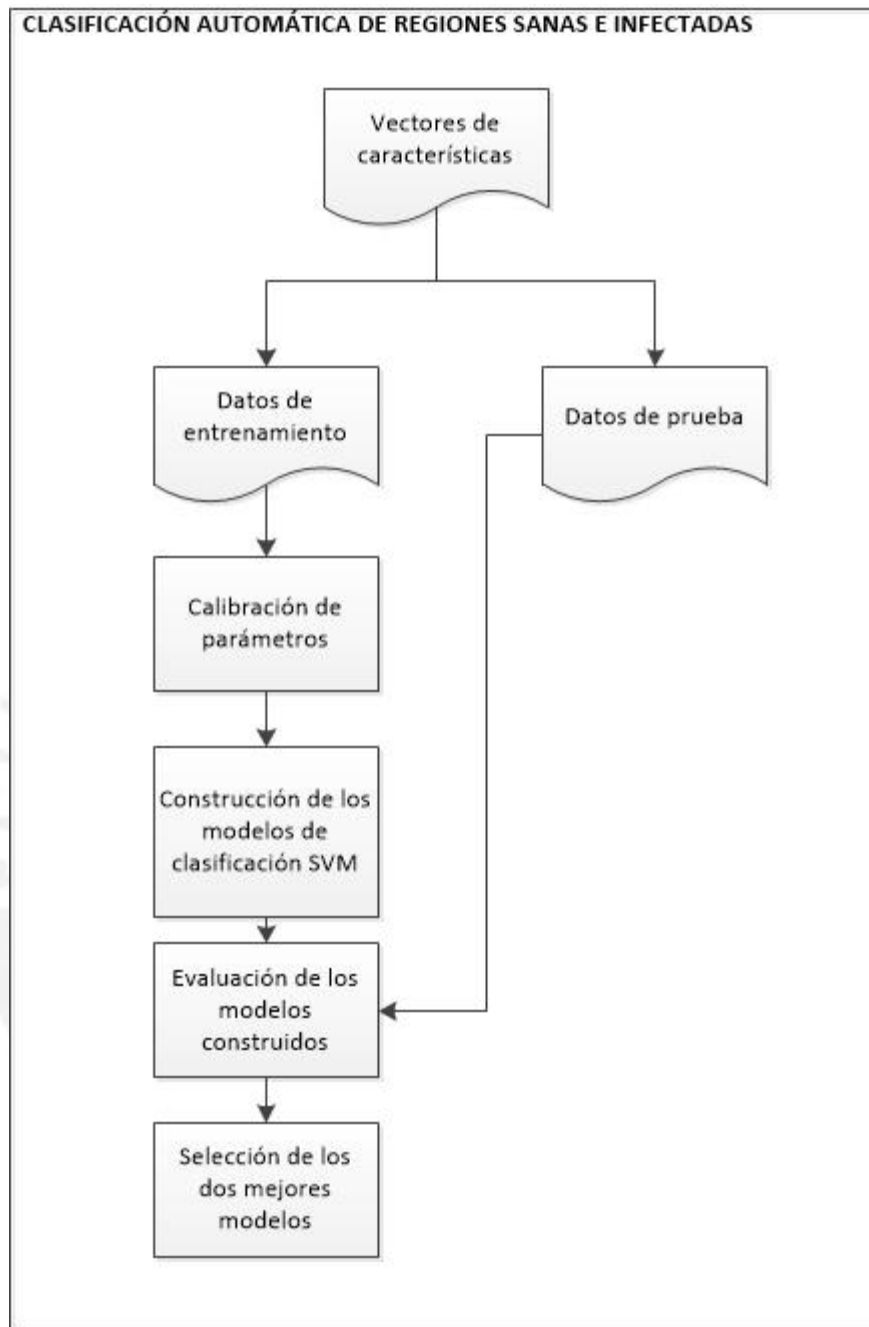 CLASIFICACIÓN AUTOMÁTICA DE REGIONES SANAS E INFECTADAS
Vectores de
características
Datos de
entrenamiento
Datos de prueba
Calibración de
parámetros
Construcción de los
modelos de
clasificación SVM
Evaluación de los
modelos
construidos
Selección de los
dos mejores
modelos